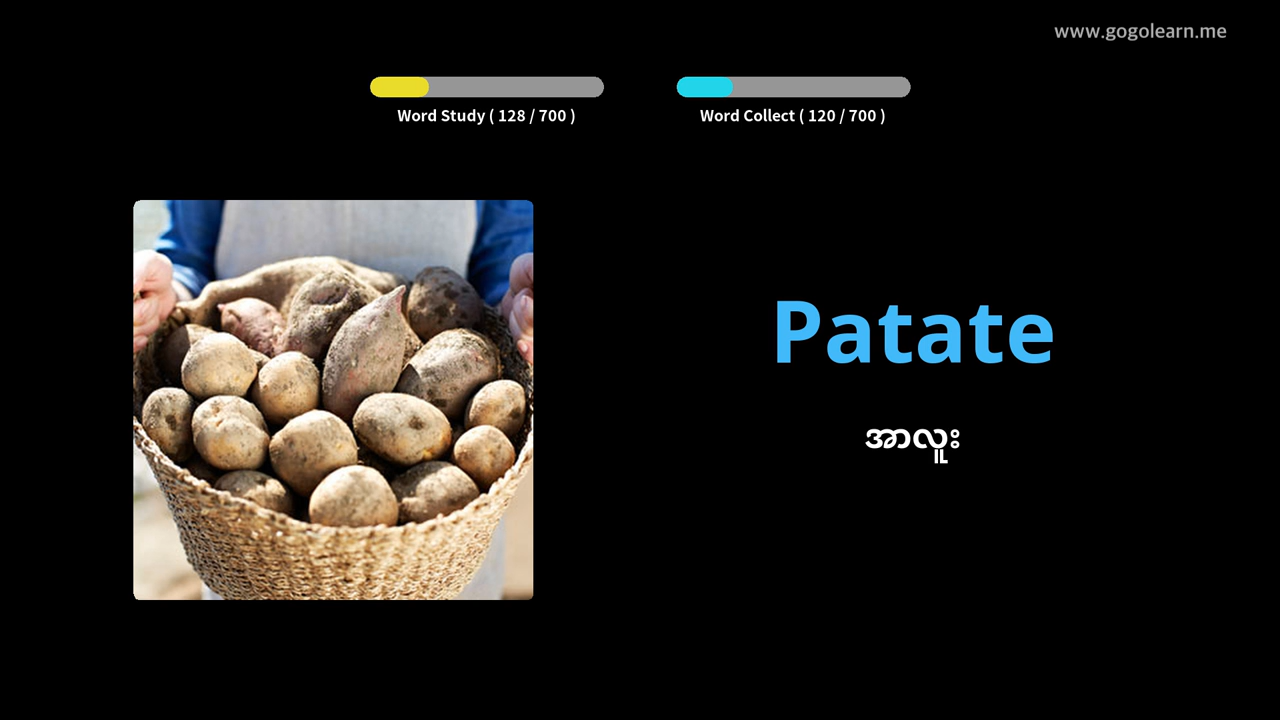 www.gogolearn.me
Word Study ( 128 / 700 )
Word Collect ( 120 / 700 )
Patate
အာလူး